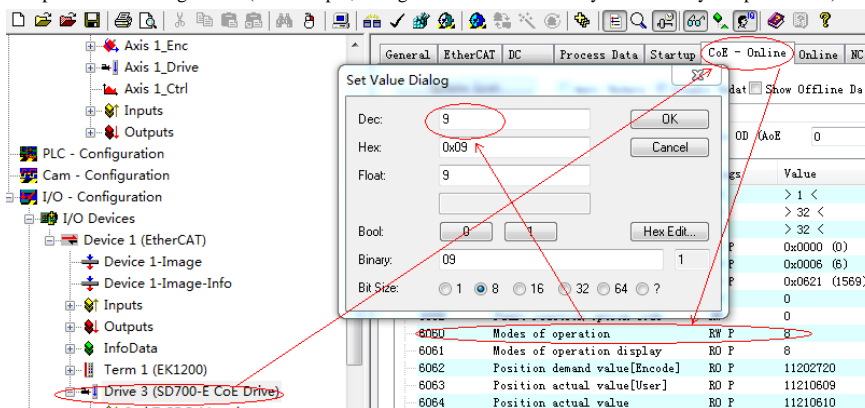 Axis 1_Enc
Axis 1_Drive
Axis 1_Ctrl
Inputs
Outputs
PLC - Configuration
Cam - Configuration
I/O - Configuration
I/O Devices
Device 1 (EtherCAT)
Device 1-Image
Device 1-Image-Info
Inputs
Outputs
InfoData
Term 1 (EK1200)
Drive 3 (SD700-E CoE Drive)
General EtherCAT DC Process Data Startup CoE - Online Online NC
Show Offline Da
OD (AoE 0
Value
> 1 <
> 32 <
> 32 <
P 0x0000 (0)
P 0x0006 (6)
P 0x0621 (1569)
0
0
6060 Modes of operation RW P 8
6061 Modes of operation display RO P 8
6062 Position demand value[Encode] RO P 11202720
6063 Position actual value[User] RO P 11210609
6064 Position actual value RO P 11210610
Set Value Dialog
Dec: 9 OK
Hex: 0x09 Cancel
Float: 9
Bool: 0 1 Hex Edit...
Binary: 09 1
Bit Size: 1 8 16 32 64 ?